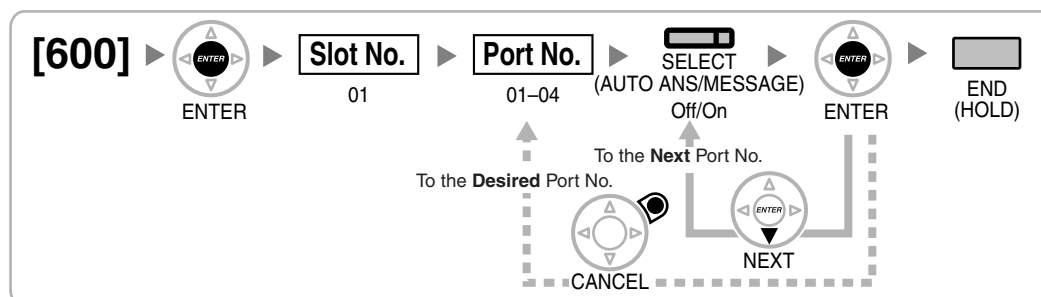 [600]
ENTER
ENTER
Slot No.
01
Port No.
01–04
SELECT
(AUTO ANS/MESSAGE)
Off/On
ENTER
ENTER
END
(HOLD)
To the Next Port No.
To the Desired Port No.
ENTER
NEXT
CANCEL